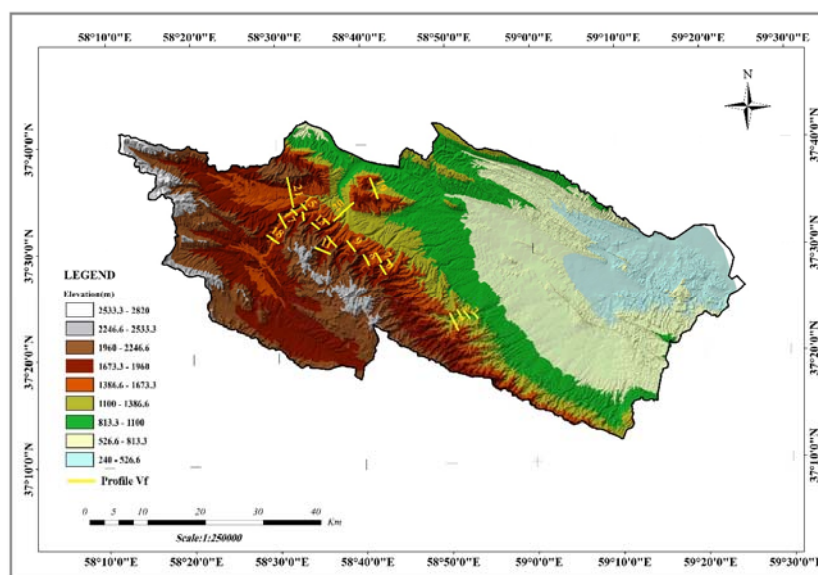 58°10'0"E 58°20'0"E 58°30'0"E 58°40'0"E 58°50'0"E 59°0'0"E 59°10'0"E 59°20'0"E 59°30'0"E
N
37°40'0"N 37°40'0"N
37°30'0"N 37°30'0"N
37°20'0"N 37°20'0"N
37°10'0"N 37°10'0"N
LEGEND
Elevation(m)
2533.3 - 2820
2246.6 - 2533.3
1960 - 2246.6
1673.3 - 1960
1386.6 - 1673.3
1100 - 1386.6
813.3 - 1100
526.6 - 813.3
240 - 526.6
Profile Vf
0 5 10 20 30 40
Km
Scale:1:250000
58°10'0"E 58°20'0"E 58°30'0"E 58°40'0"E 58°50'0"E 59°0'0"E 59°10'0"E 59°20'0"E 59°30'0"E